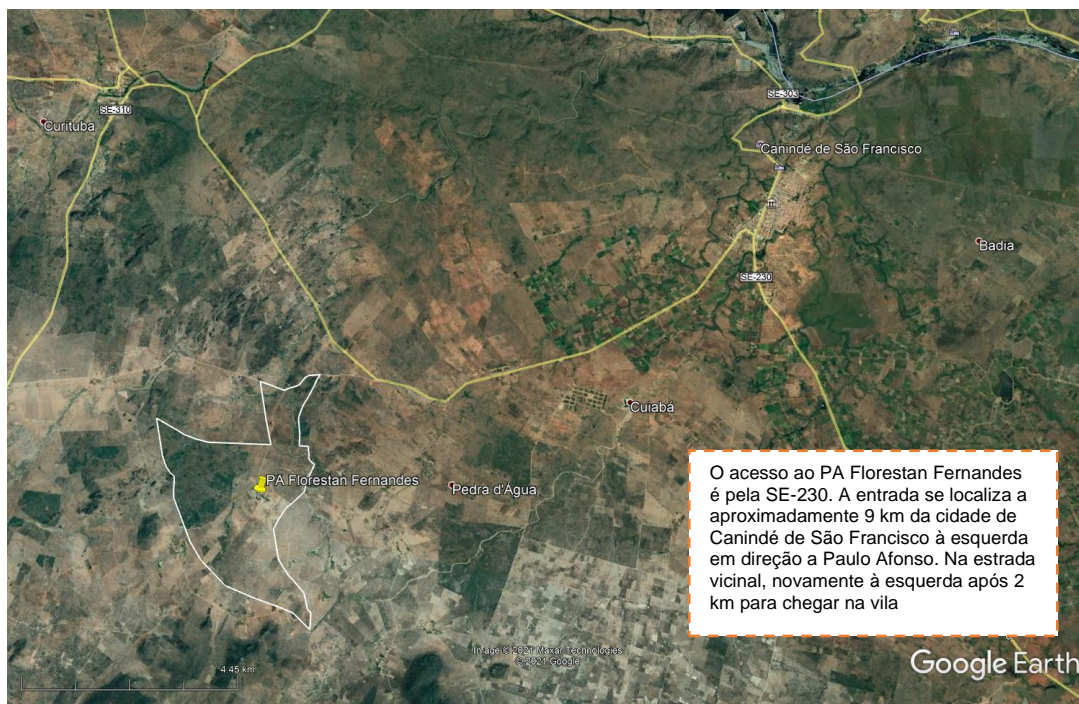 SE-310
Curituba
SE-303
Canindé de São Francisco
Badia
SE-230
Cuiabá
PA Florestan Fernandes
Pedra d'Água
O acesso ao PA Florestan Fernandes
é pela SE-230. A entrada se localiza a
aproximadamente 9 km da cidade de
Canindé de São Francisco à esquerda
em direção a Paulo Afonso. Na estrada
vicinal, novamente à esquerda após 2
km para chegar na vila
Image © 2021 Maxar Technologies
© 2021 Google
4.45 km
Google Earth